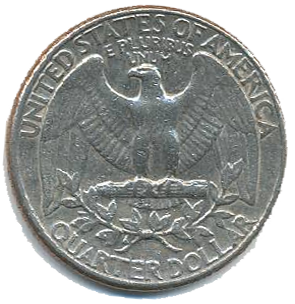 UNITED STATES OF AMERICA
E PLURIBUS
UNUM
QUARTER DOLLAR